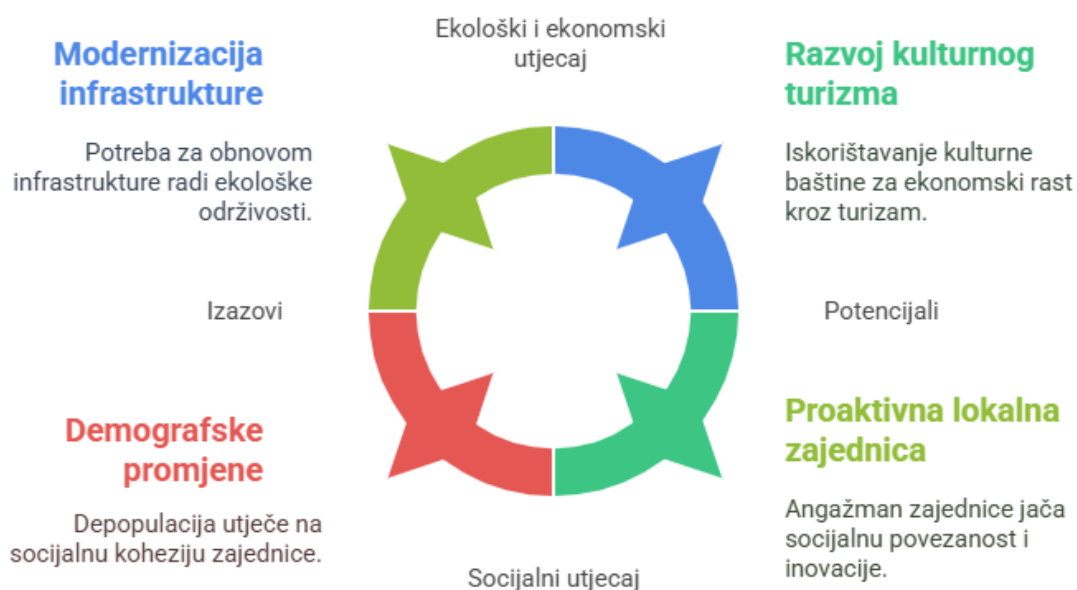 Ekološki i ekonomski
utjecaj
Modernizacija
infrastrukture
Potreba za obnovom
infrastrukture radi ekološke
održivosti.
Razvoj kulturnog
turizma
Iskorištavanje kulturne
baštine za ekonomski rast
kroz turizam.
Izazovi
Potencijali
Demografske
promjene
Depopulacija utječe na
socijalnu koheziju zajednice.
Proaktivna lokalna
zajednica
Angažman zajednice jača
socijalnu povezanost i
inovacije.
Socijalni utjecaj